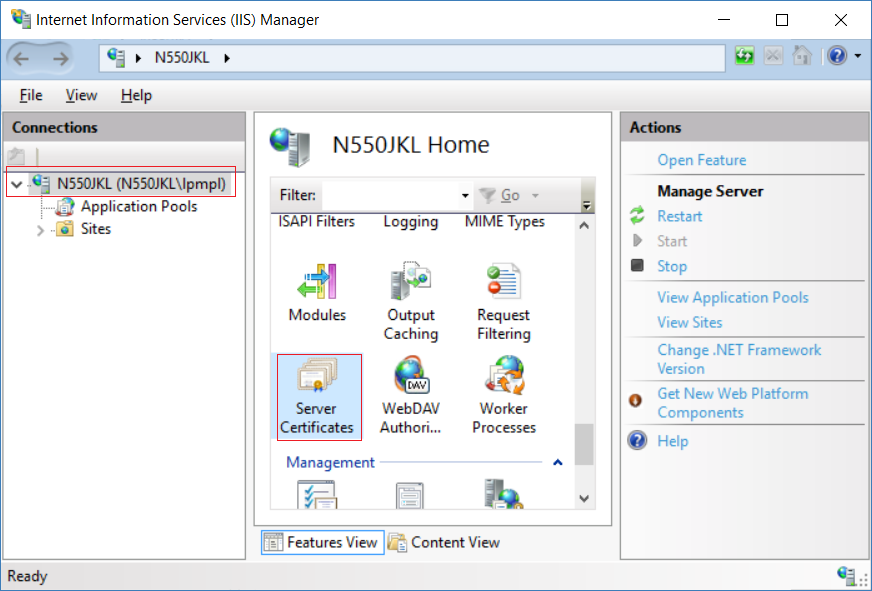 Internet Information Services (IIS) Manager
N550JKL
File View Help
Connections
N550JKL (N550JKL\lpmpl)
Application Pools
Sites
N550JKL Home
Filter:
Go
ISAPI Filters
Logging
MIME Types
Modules
Output
Caching
Request
Filtering
Server
Certificates
WebDAV
Authori...
Worker
Processes
Management
Features View
Content View
Actions
Open Feature
Manage Server
Restart
Start
Stop
View Application Pools
View Sites
Change .NET Framework
Version
Get New Web Platform
Components
Help
Ready